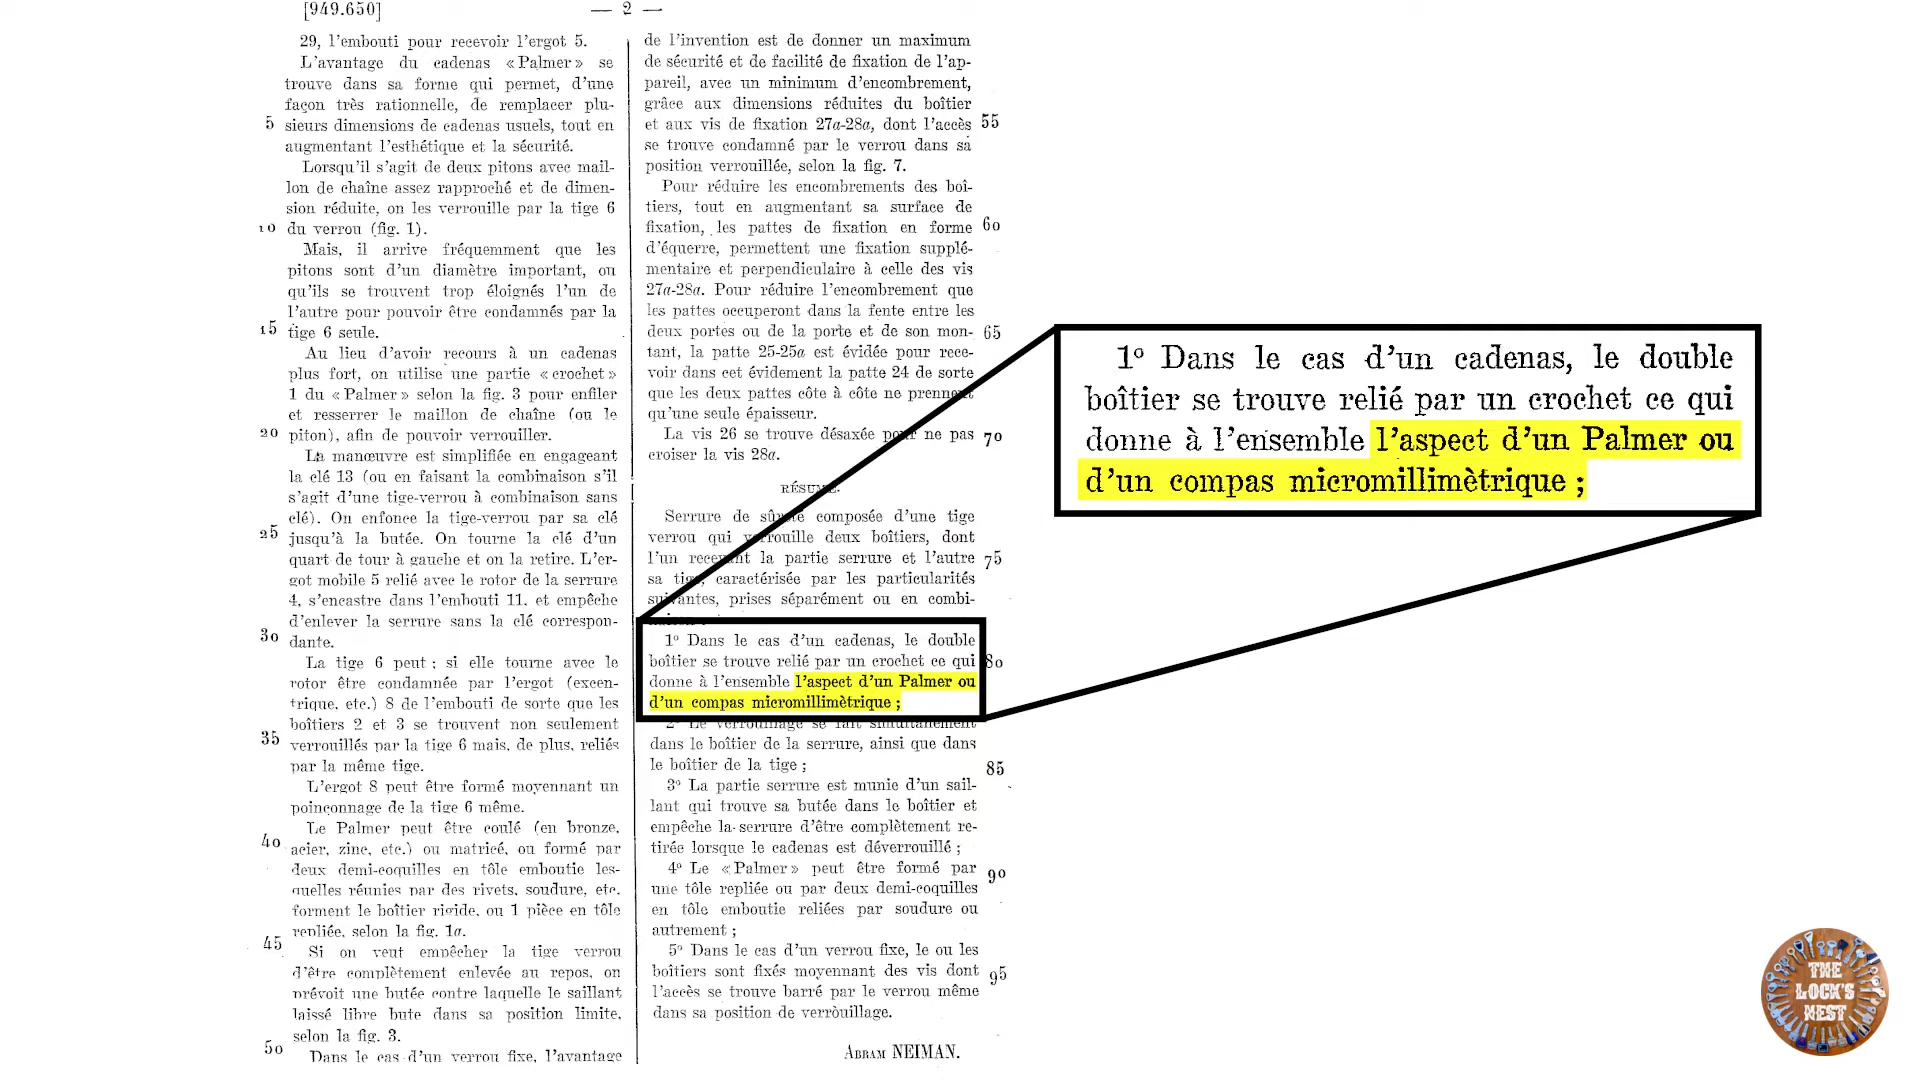 [949.650]
— 2 —
29, l'embouti pour recevoir l'ergot 5.
L'avantage du cadenas «Palmer» se
trouve dans sa forme qui permet, d'une
façon très rationnelle, de remplacer plu-
5 sieurs dimensions de cadenas usuels, tout en
augmentant l'esthétique et la sécurité.
Lorsqu'il s'agit de deux pitons avec mail-
lon de chaîne assez rapproché et de dimen-
sion réduite, on les verrouille par la tige 6
10 du verrou (fig. 1).
Mais, il arrive fréquemment que les
pitons sont d'un diamètre important, ou
qu'ils se trouvent trop éloignés l'un de
l'autre pour pouvoir être condamnés par la
15 tige 6 seule.
Au lieu d'avoir recours à un cadenas
plus fort, on utilise une partie «crochet»
1 du «Palmer» selon la fig. 3 pour enfiler
et resserrer le maillon de chaîne (ou le
20 piton), afin de pouvoir verrouiller.
La manœuvre est simplifiée en engageant
la clé 13 (ou en faisant la combinaison s'il
s'agit d'une tige-verrou à combinaison sans
clé). On enfonce la tige-verrou par sa clé
25 jusqu'à la butée. On tourne la clé d'un
quart de tour à gauche et on la retire. L'er-
got mobile 5 relié avec le rotor de la serrure
4, s'encastre dans l'embouti 11, et empêche
d'enlever la serrure sans la clé correspon-
30 dante.
La tige 6 peut ; si elle tourne avec le
rotor être condamnée par l'ergot (excen-
trique, etc.) 8 de l'embouti de sorte que les
boîtiers 2 et 3 se trouvent non seulement
35 verrouillés par la tige 6 mais, de plus, reliés
par la même tige.
L'ergot 8 peut être formé moyennant un
poinçonnage de la tige 6 même.
Le Palmer peut être coulé (en bronze,
40 acier, zinc, etc.) ou matricé, ou formé par
deux demi-coquilles en tôle emboutie les-
quelles réunies par des rivets, soudure, etc.
forment le boîtier rigide, ou 1 pièce en tôle
repliée, selon la fig. 1a.
45 Si on veut empêcher la tige verrou
d'être complètement enlevée au repos, on
prévoit une butée contre laquelle le saillant
laissé libre bute dans sa position limite,
selon la fig. 3.
50 Dans le cas d'un verrou fixe, l'avantage
de l'invention est de donner un maximum
de sécurité et de facilité de fixation de l'ap-
pareil, avec un minimum d'encombrement,
grâce aux dimensions réduites du boîtier
et aux vis de fixation 27a-28a, dont l'accès 55
se trouve condamné par le verrou dans sa
position verrouillée, selon la fig. 7.
Pour réduire les encombrements des boî-
tiers, tout en augmentant sa surface de
fixation, les pattes de fixation en forme 60
d'équerre, permettent une fixation supplé-
mentaire et perpendiculaire à celle des vis
27a-28a. Pour réduire l'encombrement que
les pattes occuperont dans la fente entre les
deux portes ou de la porte et de son mon- 65
tant, la patte 25-25a est évidée pour rece-
voir dans cet évidement la patte 24 de sorte
que les deux pattes côte à côte ne prennent
qu'une seule épaisseur.
La vis 26 se trouve désaxée pour ne pas 70
croiser la vis 28a.
RÉSUMÉ.
Serrure de sûreté composée d'une tige
verrou qui verrouille deux boîtiers, dont
l'un recevant la partie serrure et l'autre 75
sa tige, caractérisée par les particularités
suivantes, prises séparément ou en combi-
1° Dans le cas d'un cadenas, le double
boîtier se trouve relié par un crochet ce qui 80
donne à l'ensemble l'aspect d'un Palmer ou
d'un compas micromillimètrique ;
2° Le verrouillage se fait simultanément
dans le boîtier de la serrure, ainsi que dans
le boîtier de la tige ; 85
3° La partie serrure est munie d'un sail-
lant qui trouve sa butée dans le boîtier et
empêche la serrure d'être complètement re-
tirée lorsque le cadenas est déverrouillé ;
4° Le «Palmer» peut être formé par 90
une tôle repliée ou par deux demi-coquilles
en tôle emboutie reliées par soudure ou
autrement ;
5° Dans le cas d'un verrou fixe, le ou les
boîtiers sont fixés moyennant des vis dont 95
l'accès se trouve barré par le verrou même
dans sa position de verrouillage.
Abram NEIMAN.
1° Dans le cas d'un cadenas, le double
boîtier se trouve relié par un crochet ce qui
donne à l'ensemble l'aspect d'un Palmer ou
d'un compas micromillimètrique ;
THE
LOCK'S
NEST